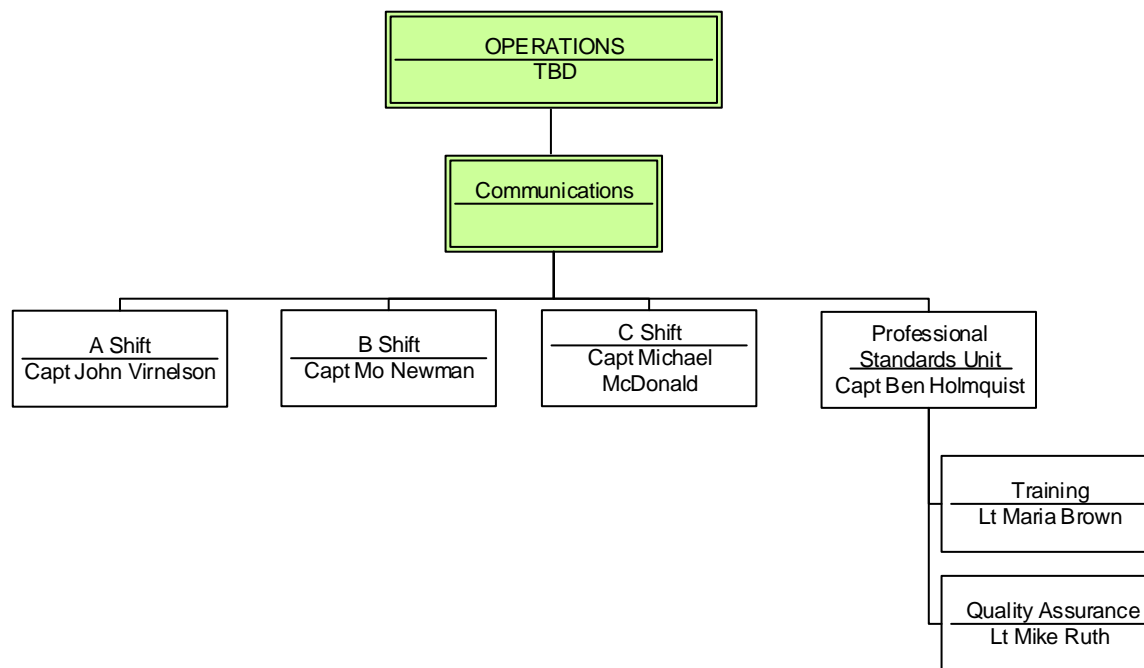 OPERATIONS
TBD
Communications
A Shift
Capt John Virnelson
B Shift
Capt Mo Newman
C Shift
Capt Michael
McDonald
Professional
Standards Unit
Capt Ben Holmquist
Training
Lt Maria Brown
Quality Assurance
Lt Mike Ruth